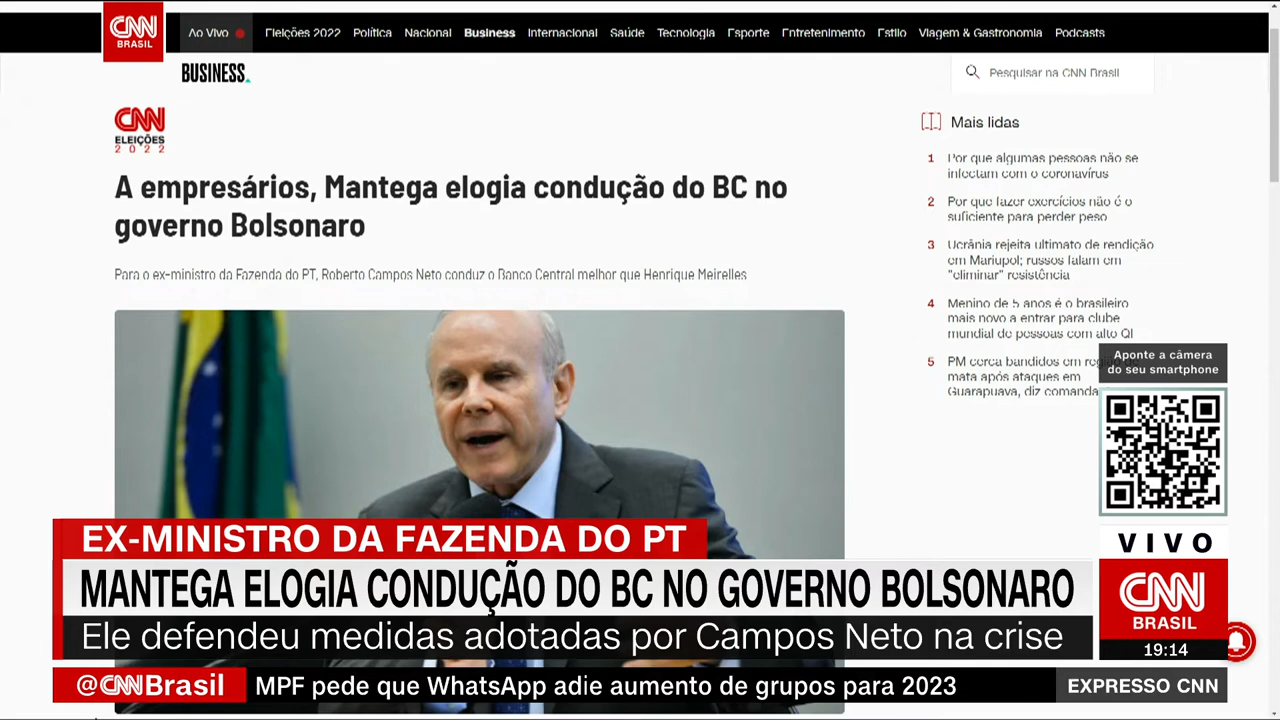 CNN BRASIL
Ao Vivo Eleições 2022 Política Nacional Business Internacional Saúde Tecnologia Esporte Entretenimento Estilo Viagem & Gastronomia Podcasts
BUSINESS.
Pesquisar na CNN Brasil
CNN
ELEIÇÕES
2022
A empresários, Mantega elogia condução do BC no
governo Bolsonaro
Para o ex-ministro da Fazenda do PT, Roberto Campos Neto conduz o Banco Central melhor que Henrique Meirelles
Mais lidas
1 Por que algumas pessoas não se
infectam com o coronavírus
2 Por que fazer exercícios não é o
suficiente para perder peso
3 Ucrânia rejeita ultimato de rendição
em Mariupol; russos falam em
"eliminar" resistência
4 Menino de 5 anos é o brasileiro
mais novo a entrar para clube
mundial de pessoas com alto QI
5 PM cerca bandidos em
mata após ataques em
Guarapuava, diz
Aponte a câmera
do seu smartphone
EX-MINISTRO DA FAZENDA DO PT
MANTEGA ELOGIA CONDUÇÃO DO BC NO GOVERNO BOLSONARO
Ele defendeu medidas adotadas por Campos Neto na crise
VIVO
CNN
BRASIL
19:14
@CNNBrasil MPF pede que WhatsApp adie aumento de grupos para 2023 EXPRESSO CNN